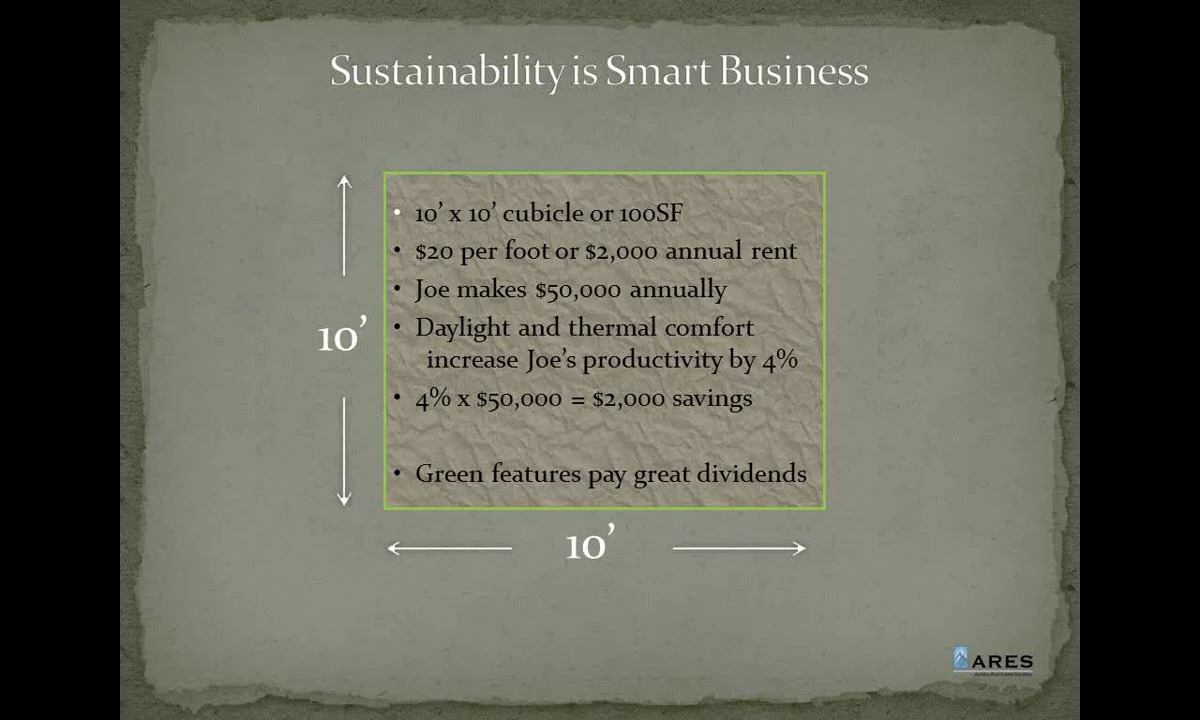 Sustainability is Smart Business
• 10’ x 10’ cubicle or 100SF
• $20 per foot or $2,000 annual rent
• Joe makes $50,000 annually
10’
• Daylight and thermal comfort
increase Joe’s productivity by 4%
• 4% x $50,000 = $2,000 savings
• Green features pay great dividends
10’
ARES